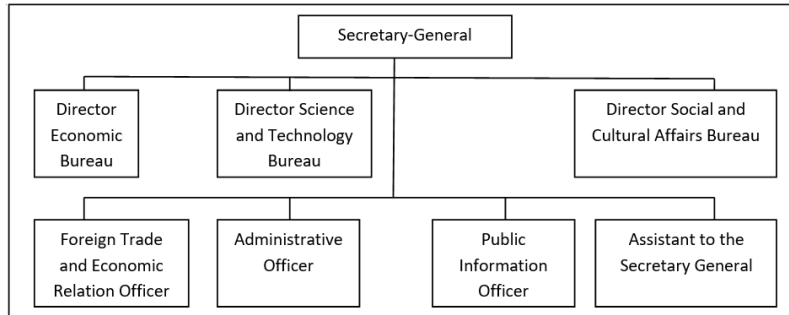 Secretary-General
Director
Economic
Bureau
Director Science
and Technology
Bureau
Director Social and
Cultural Affairs Bureau
Foreign Trade
and Economic
Relation Officer
Administrative
Officer
Public
Information
Officer
Assistant to the
Secretary General